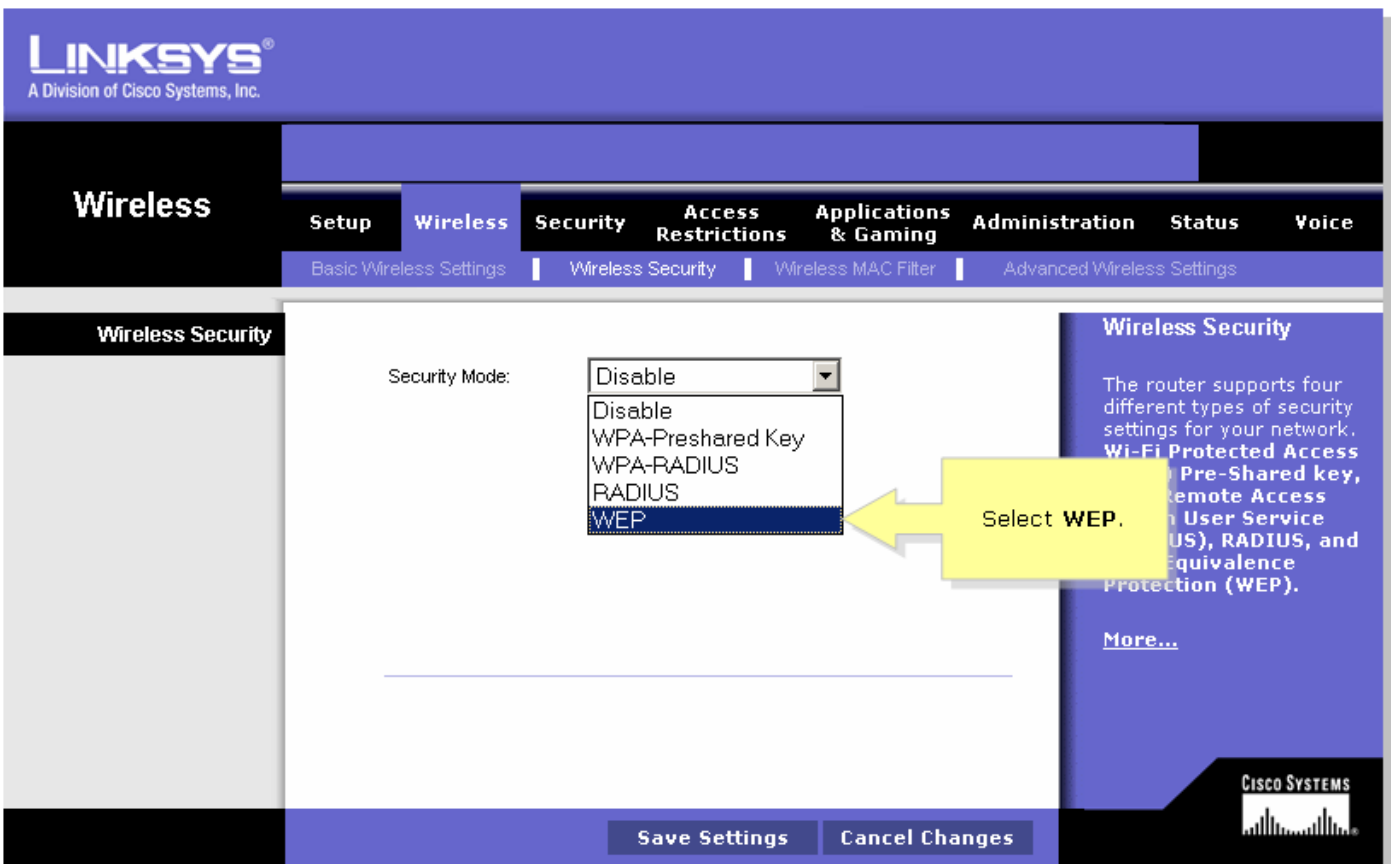 LINKSYS®
A Division of Cisco Systems, Inc.
Wireless
Setup Wireless Security Access Restrictions Applications & Gaming Administration Status Voice
Basic Wireless Settings Wireless Security Wireless MAC Filter Advanced Wireless Settings
Wireless Security
Security Mode: Disable
Disable
WPA-Preshared Key
WPA-RADIUS
RADIUS
WEP
Select WEP.
Wireless Security
The router supports four
different types of security
settings for your network.
Wi-Fi Protected Access
Pre-Shared key,
Remote Access
User Service
RADIUS, and
Equivalence
Protection (WEP).
More...
Save Settings Cancel Changes
CISCO SYSTEMS